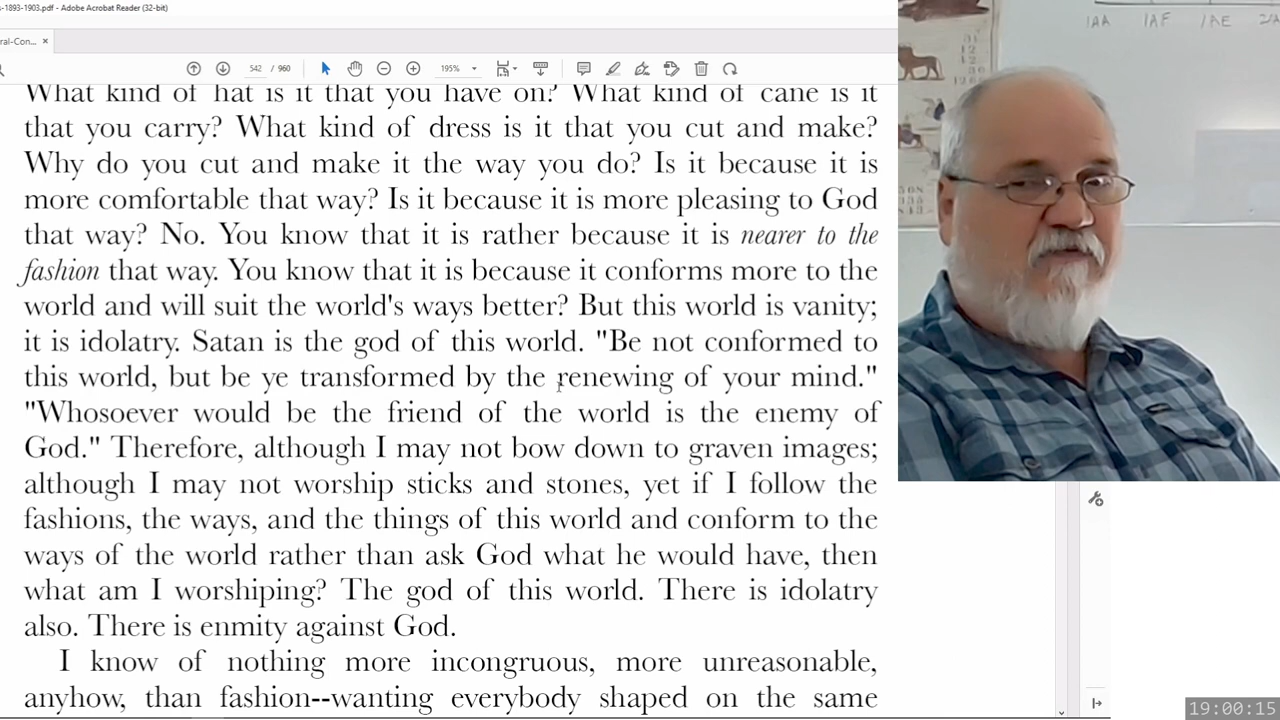 -1893-1903.pdf - Adobe Acrobat Reader (32-bit)
ral-Con... ×
542 960 195%
What kind of hat is it that you have on? What kind of cane is it
that you carry? What kind of dress is it that you cut and make?
Why do you cut and make it the way you do? Is it because it is
more comfortable that way? Is it because it is more pleasing to God
that way? No. You know that it is rather because it is nearer to the
fashion that way. You know that it is because it conforms more to the
world and will suit the world's ways better? But this world is vanity;
it is idolatry. Satan is the god of this world. "Be not conformed to
this world, but be ye transformed by the renewing of your mind."
"Whosoever would be the friend of the world is the enemy of
God." Therefore, although I may not bow down to graven images;
although I may not worship sticks and stones, yet if I follow the
fashions, the ways, and the things of this world and conform to the
ways of the world rather than ask God what he would have, then
what am I worshiping? The god of this world. There is idolatry
also. There is enmity against God.
I know of nothing more incongruous, more unreasonable,
anyhow, than fashion--wanting everybody shaped on the same
1AA 1AF 1AE
19:00:15